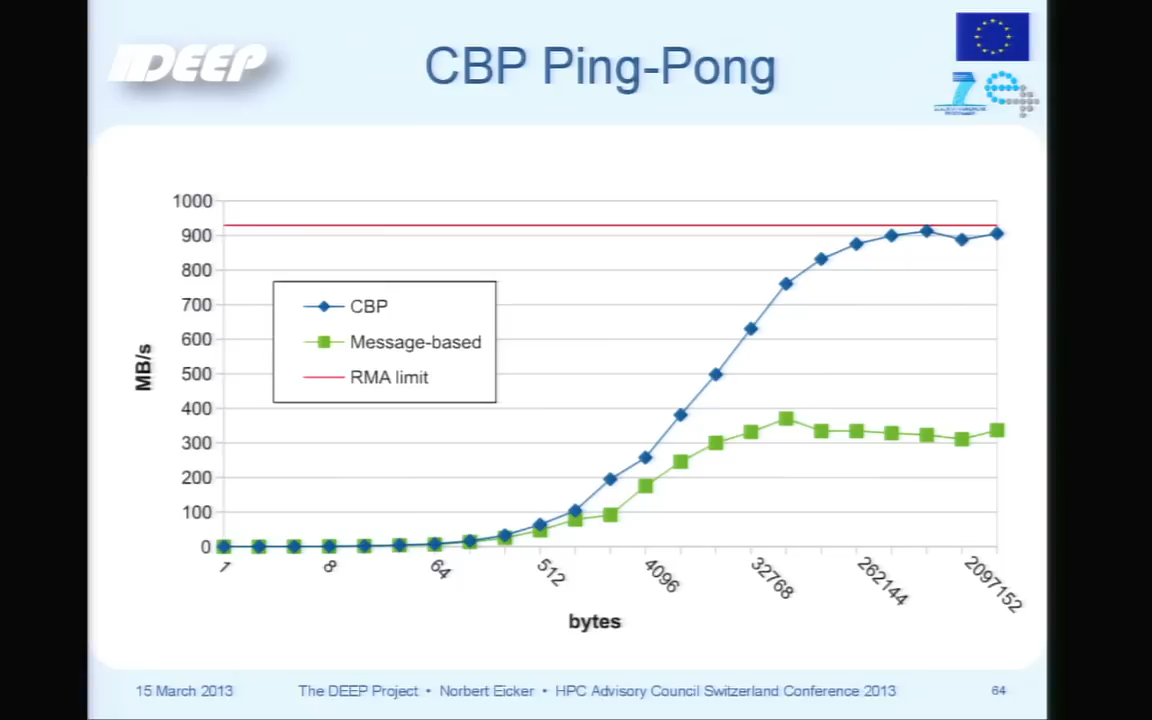 DEEP
CBP Ping-Pong
1000
900
800
700
600
500
400
300
200
100
0
MB/s
CBP
Message-based
RMA limit
1
8
64
512
4096
32768
262144
2097152
bytes
15 March 2013
The DEEP Project • Norbert Eicker • HPC Advisory Council Switzerland Conference 2013
64